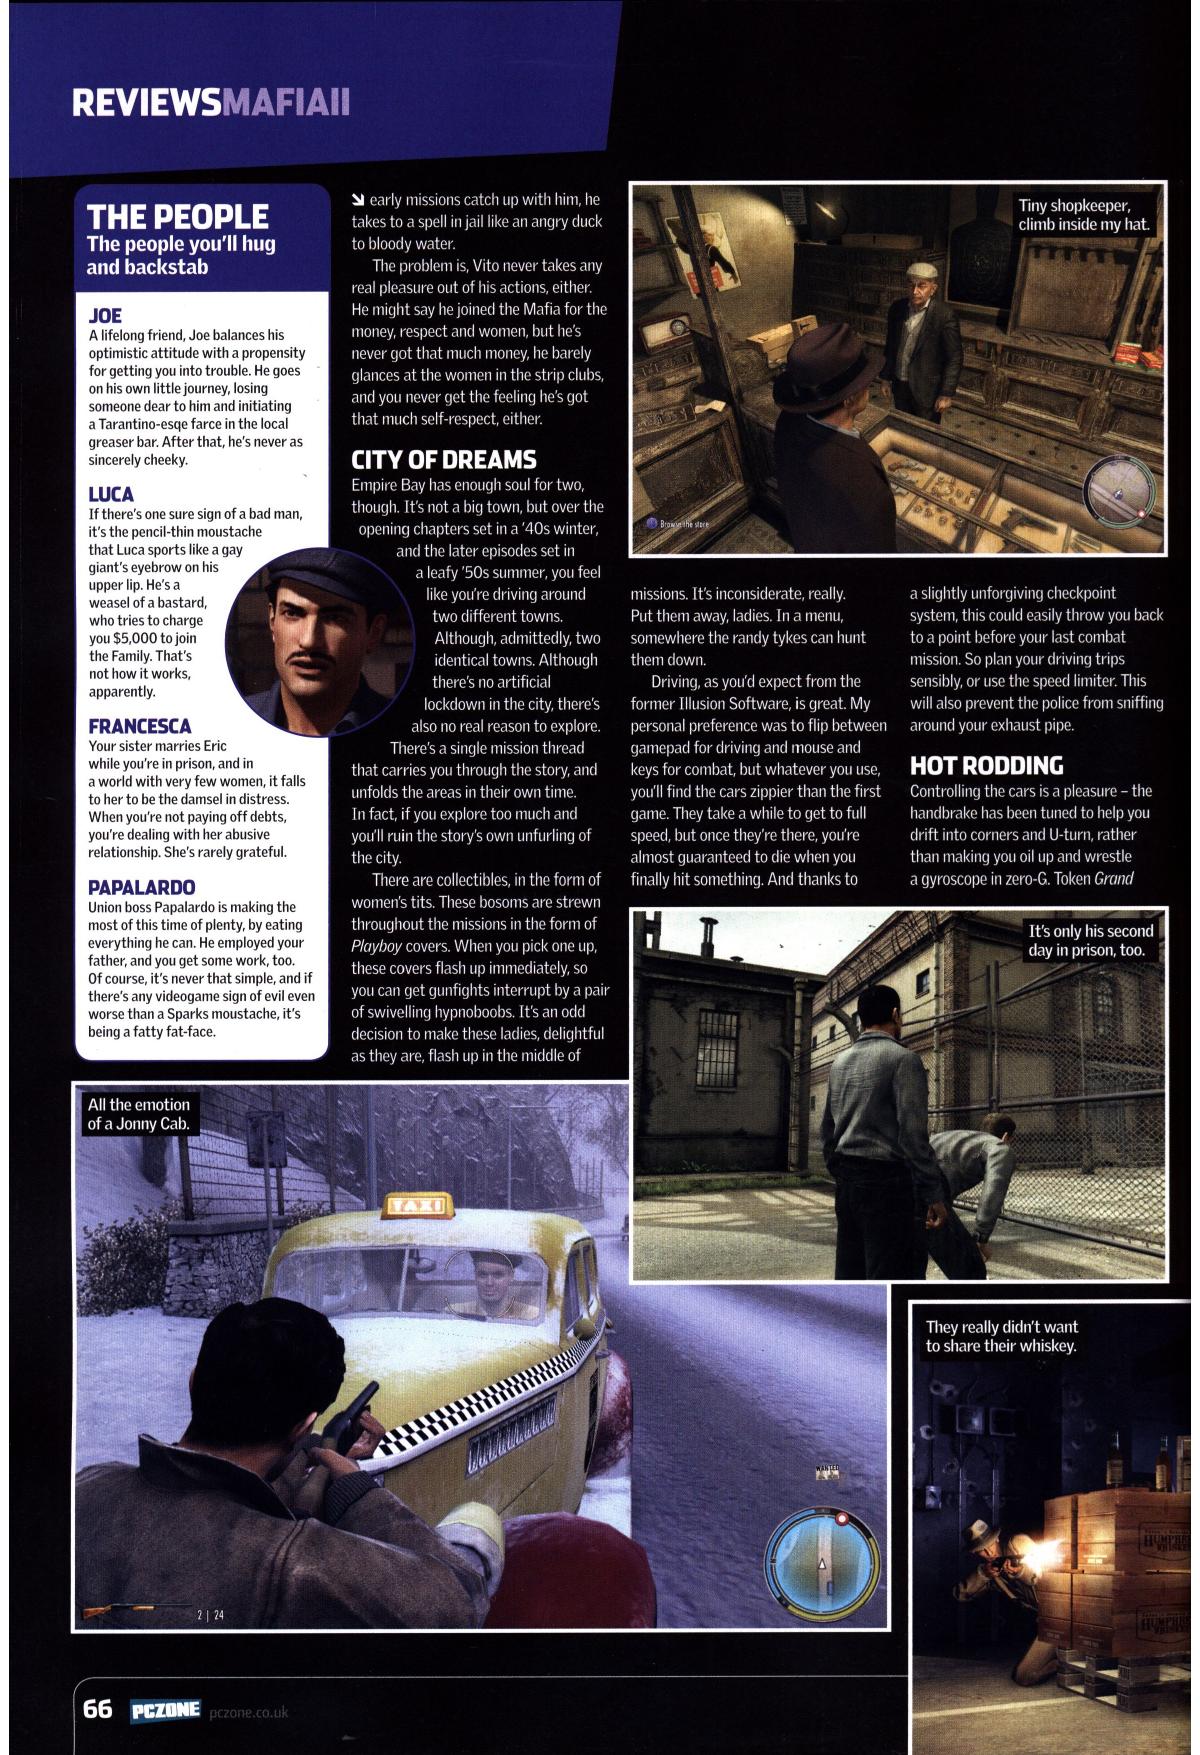 REVIEWSMAFIAII
THE PEOPLE
The people you'll hug
and backstab
JOE
A lifelong friend, Joe balances his
optimistic attitude with a propensity
for getting you into trouble. He goes
on his own little journey, losing
someone dear to him and initiating
a Tarantino-esqe farce in the local
greaser bar. After that, he's never as
sincerely cheeky.
LUCA
If there's one sure sign of a bad man,
it's the pencil-thin moustache
that Luca sports like a gay
giant's eyebrow on his
upper lip. He's a
weasel of a bastard,
who tries to charge
you $5,000 to join
the Family. That's
not how it works,
apparently.
FRANCESCA
Your sister marries Eric
while you're in prison, and in
a world with very few women, it falls
to her to be the damsel in distress.
When you're not paying off debts,
you're dealing with her abusive
relationship. She's rarely grateful.
PAPALARDO
Union boss Papalardo is making the
most of this time of plenty, by eating
everything he can. He employed your
father, and you get some work, too.
Of course, it's never that simple, and if
there's any videogame sign of evil even
worse than a Sparks moustache, it's
being a fatty fat-face.
early missions catch up with him, he
takes to a spell in jail like an angry duck
to bloody water.
The problem is, Vito never takes any
real pleasure out of his actions, either.
He might say he joined the Mafia for the
money, respect and women, but he's
never got that much money, he barely
glances at the women in the strip clubs,
and you never get the feeling he's got
that much self-respect, either.
CITY OF DREAMS
Empire Bay has enough soul for two,
though. It's not a big town, but over the
opening chapters set in a '40s winter,
and the later episodes set in
a leafy '50s summer, you feel
like you're driving around
two different towns.
Although, admittedly, two
identical towns. Although
there's no artificial
lockdown in the city, there's
also no real reason to explore.
There's a single mission thread
that carries you through the story, and
unfolds the areas in their own time.
In fact, if you explore too much and
you'll ruin the story's own unfurling of
the city.
There are collectibles, in the form of
women's tits. These bosoms are strewn
throughout the missions in the form of
Playboy covers. When you pick one up,
these covers flash up immediately, so
you can get gunfights interrupt by a pair
of swivelling hypnoboobs. It's an odd
decision to make these ladies, delightful
as they are, flash up in the middle of
Tiny shopkeeper,
climb inside my hat.
Browse the store
missions. It's inconsiderate, really.
Put them away, ladies. In a menu,
somewhere the randy tykes can hunt
them down.
Driving, as you'd expect from the
former Illusion Software, is great. My
personal preference was to flip between
gamepad for driving and mouse and
keys for combat, but whatever you use,
you'll find the cars zippier than the first
game. They take a while to get to full
speed, but once they're there, you're
almost guaranteed to die when you
finally hit something. And thanks to
a slightly unforgiving checkpoint
system, this could easily throw you back
to a point before your last combat
mission. So plan your driving trips
sensibly, or use the speed limiter. This
will also prevent the police from sniffing
around your exhaust pipe.
HOT RODDING
Controlling the cars is a pleasure – the
handbrake has been tuned to help you
drift into corners and U-turn, rather
than making you oil up and wrestle
a gyroscope in zero-G. Token Grand
It's only his second
day in prison, too.
All the emotion
of a Jonny Cab.
TAXI
WANTED
2 | 24
They really didn't want
to share their whiskey.
66 PCZONE pczone.co.uk